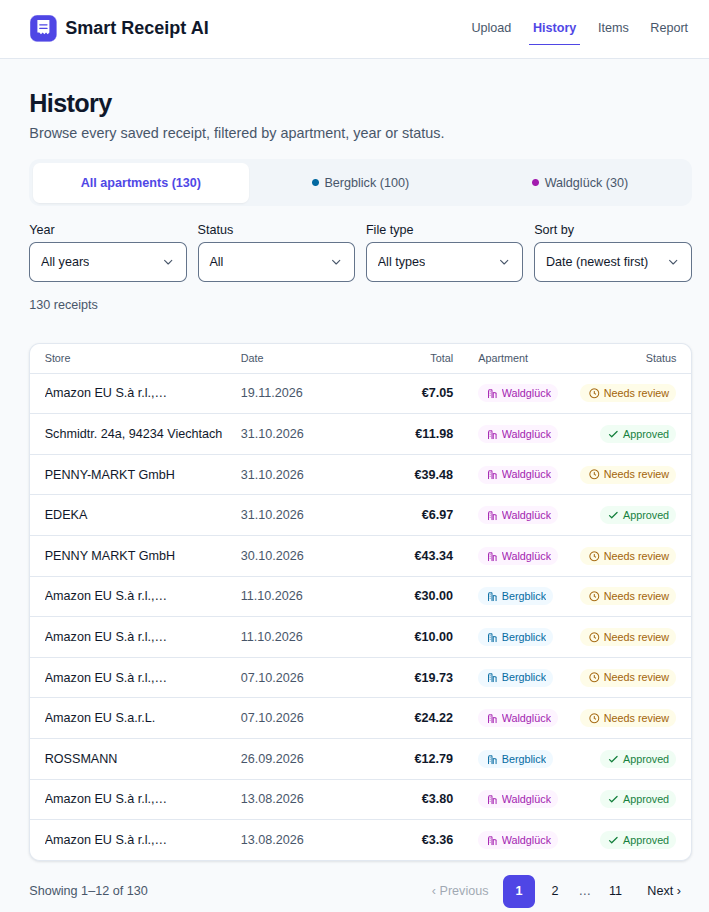 Smart Receipt AI Upload History Items Report
History
Browse every saved receipt, filtered by apartment, year or status.
All apartments (130) Bergblick (100) Waldglück (30)
Year Status File type Sort by
All years All All types Date (newest first)
130 receipts
Store Date Total Apartment Status
Amazon EU S.à r.l.,… 19.11.2026 €7.05 Waldglück Needs review
Schmidtr. 24a, 94234 Viechtach 31.10.2026 €11.98 Waldglück Approved
PENNY-MARKT GmbH 31.10.2026 €39.48 Waldglück Needs review
EDEKA 31.10.2026 €6.97 Waldglück Approved
PENNY MARKT GmbH 30.10.2026 €43.34 Waldglück Needs review
Amazon EU S.à r.l.,… 11.10.2026 €30.00 Bergblick Needs review
Amazon EU S.à r.l.,… 11.10.2026 €10.00 Bergblick Needs review
Amazon EU S.à r.l.,… 07.10.2026 €19.73 Bergblick Needs review
Amazon EU S.a.r.L. 07.10.2026 €24.22 Waldglück Needs review
ROSSMANN 26.09.2026 €12.79 Bergblick Approved
Amazon EU S.à r.l.,… 13.08.2026 €3.80 Waldglück Approved
Amazon EU S.à r.l.,… 13.08.2026 €3.36 Waldglück Approved
Showing 1–12 of 130 ‹ Previous 1 2 … 11 Next ›